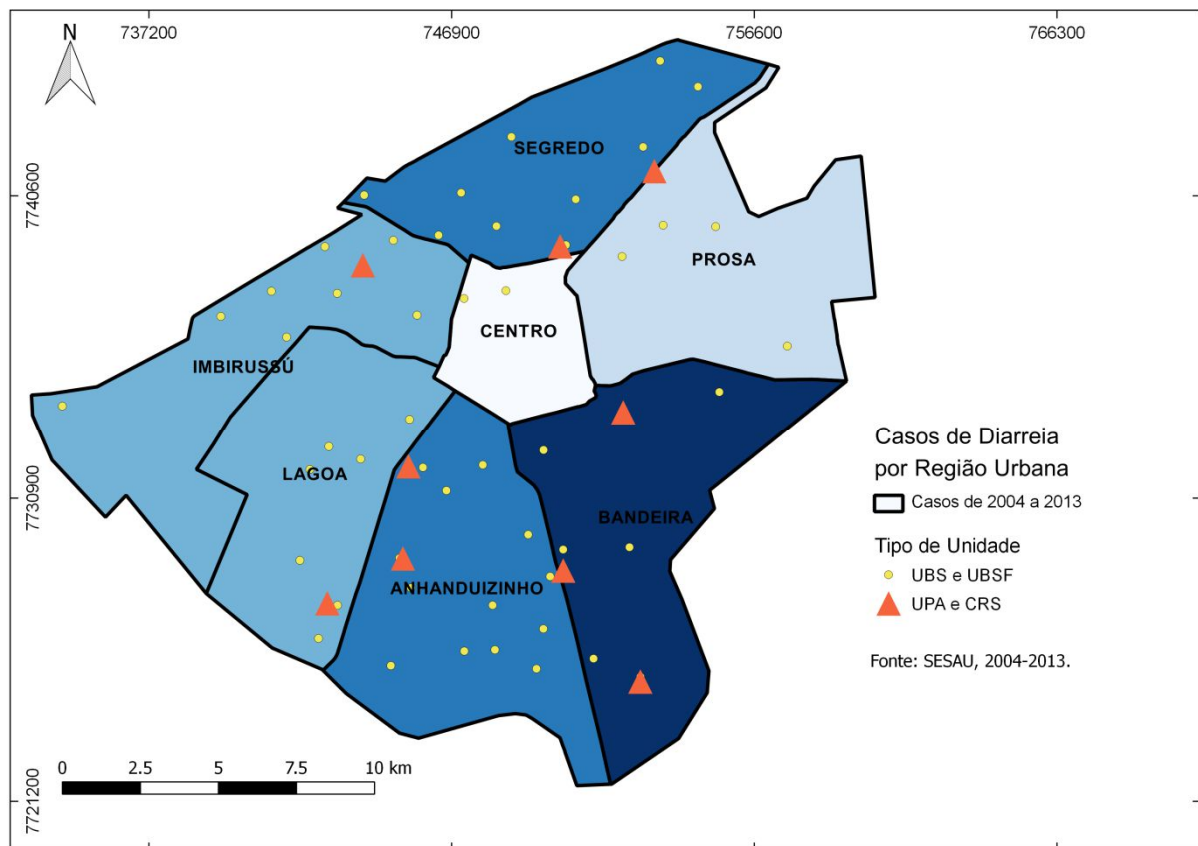 737200
746900
756600
766300
N
7740600
7730900
7721200
SEGREDO
PROSA
CENTRO
IMBIRUSSÚ
LAGOA
BANDEIRA
ANHANDUIZINHO
Casos de Diarreia
por Região Urbana
Casos de 2004 a 2013
Tipo de Unidade
UBS e UBSF
UPA e CRS
Fonte: SESAU, 2004-2013.
0 2.5 5 7.5 10 km